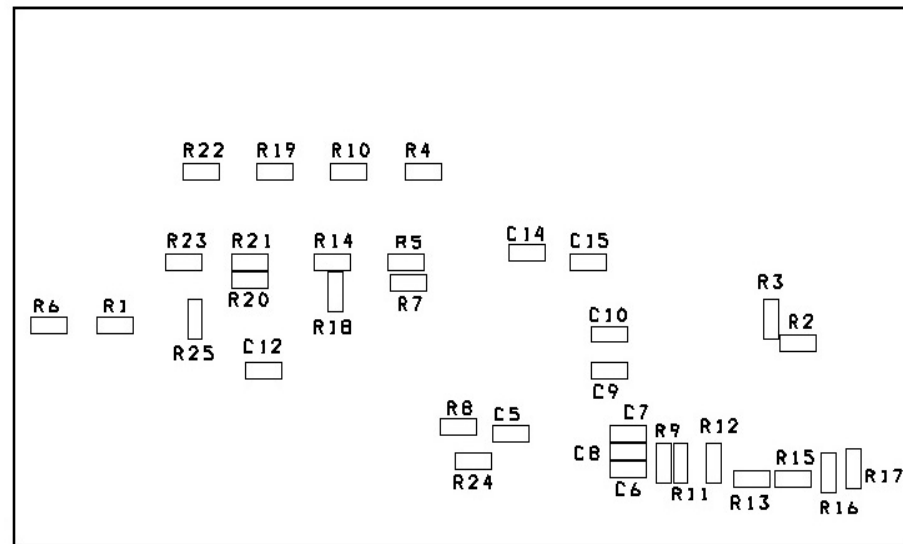 R22 R19 R10 R4
R23 R21 R14 R5 C14 C15
R20 R7
R6 R1 R18 R3
R25 C12 C10 R2
C9
R8 C5 C7 R9 R12
C8
R24 C6 R11 R13 R15 R16 R17